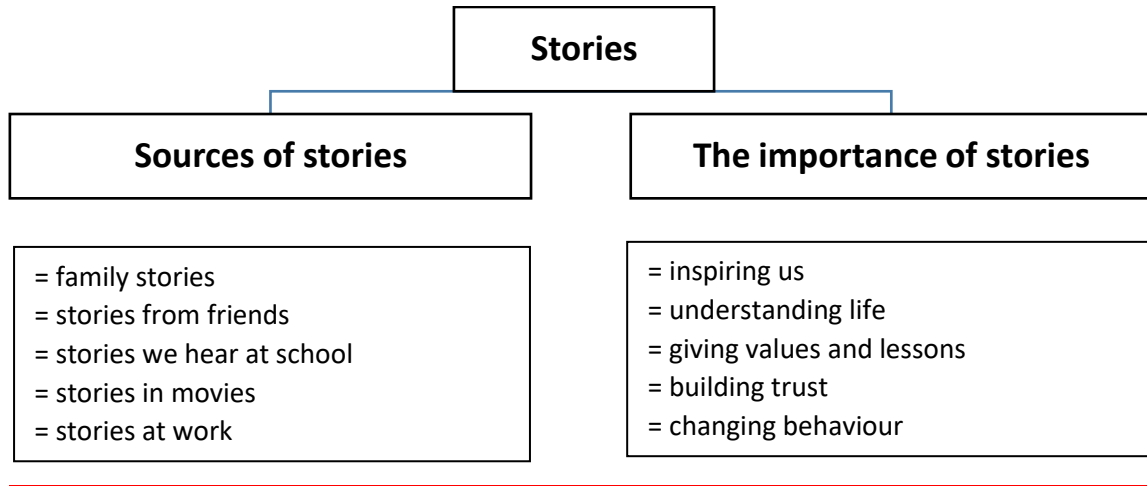 Stories
Sources of stories
The importance of stories
= family stories
= stories from friends
= stories we hear at school
= stories in movies
= stories at work
= inspiring us
= understanding life
= giving values and lessons
= building trust
= changing behaviour